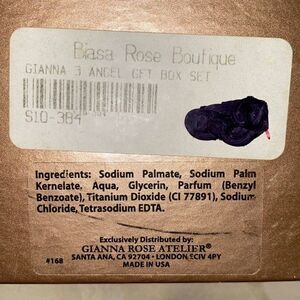 Biasa Rose Boutique
GIANNA 3 ANGEL GFT BOX SET
S10-384
Ingredients: Sodium Palmate, Sodium Palm
Kernelate, Aqua, Glycerin, Parfum (Benzyl
Benzoate), Titanium Dioxide (CI 77891), Sodium
Chloride, Tetrasodium EDTA.
Exclusively Distributed by:
GIANNA ROSE ATELIER®
SANTA ANA, CA 92704 • LONDON EC1V 4PY
#168
MADE IN USA